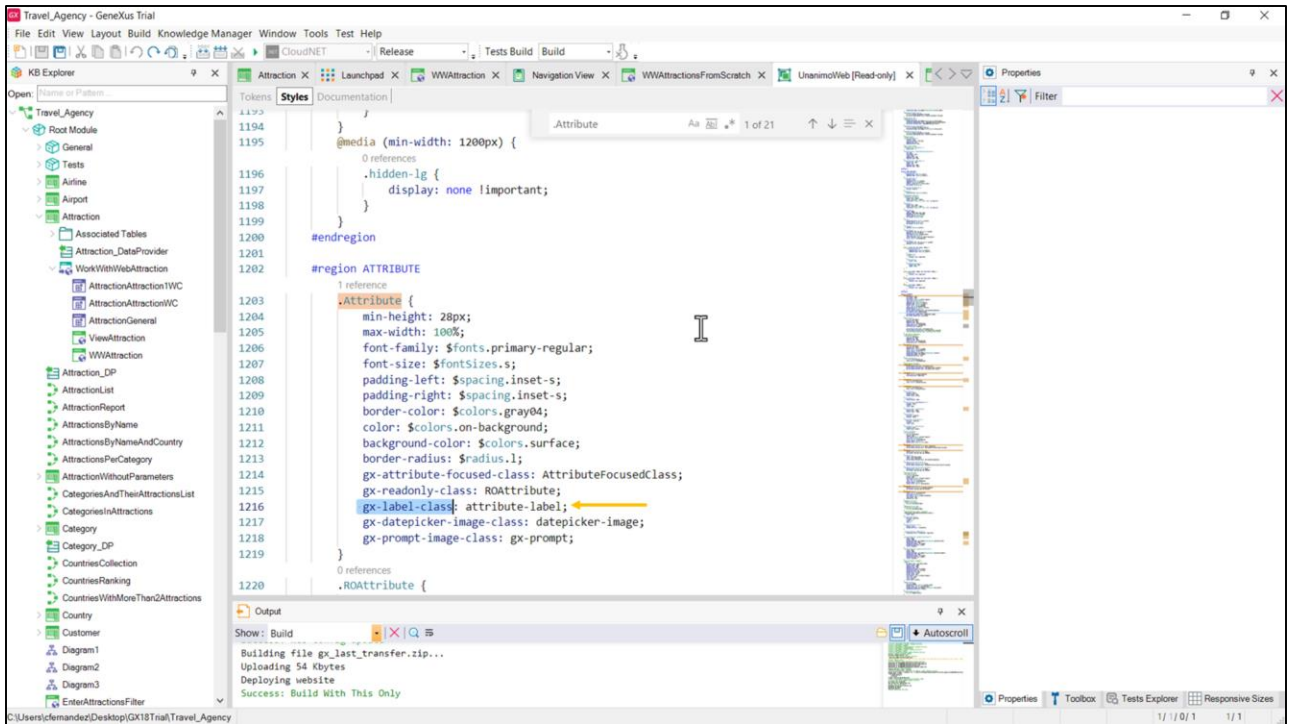 GX Travel_Agency - GeneXus Trial
File Edit View Layout Build Knowledge Manager Window Tools Test Help
CloudNET Release Tests Build Build
KB Explorer
Attraction X Launchpad X WWAttraction X Navigation View X WWAttractionsFromScratch X UnanimoWeb [Read-only] X
Properties
Open: Name or Pattern...
Tokens Styles Documentation
Filter
.Attribute 1 of 21
Travel_Agency
Root Module
General
Tests
Airline
Airport
Attraction
Associated Tables
Attraction_DataProvider
WorkWithWebAttraction
AttractionAttraction1WC
AttractionAttractionWC
AttractionGeneral
ViewAttraction
WWAttraction
Attraction_DP
AttractionList
AttractionReport
AttractionsByName
AttractionsByNameAndCountry
AttractionsPerCategory
AttractionWithoutParameters
CategoriesAndTheirAttractionsList
CategoriesInAttractions
Category
Category_DP
CountriesCollection
CountriesRanking
CountriesWithMoreThan2Attractions
Country
Customer
Diagram1
Diagram2
Diagram3
EnterAttractionsFilter
1193 }
1194 }
1195 @media (min-width: 1200px) {
0 references
1196 .hidden-lg {
1197 display: none !important;
1198 }
1199 }
1200 #endregion
1201
1202 #region ATTRIBUTE
1 reference
1203 .Attribute {
1204 min-height: 28px;
1205 max-width: 100%;
1206 font-family: $fonts.primary-regular;
1207 font-size: $fontSizes.s;
1208 padding-left: $spacing.inset-s;
1209 padding-right: $spacing.inset-s;
1210 border-color: $colors.gray04;
1211 color: $colors.on-background;
1212 background-color: $colors.surface;
1213 border-radius: $radius.l;
1214 gx-attribute-focused-class: AttributeFocusedClass;
1215 gx-readonly-class: ROAttribute;
1216 gx-label-class: attribute-label;
1217 gx-datepicker-image-class: datepicker-image;
1218 gx-prompt-image-class: gx-prompt;
1219 }
0 references
1220 .ROAttribute {
Output
Show: Build
Autoscroll
Building file gx_last_transfer.zip...
Uploading 54 Kbytes
Deploying website
Success: Build With This Only
Properties Toolbox Tests Explorer Responsive Sizes
C:\Users\cfernandez\Desktop\GX18Trial\Travel_Agency
1/1/0/1 1/1